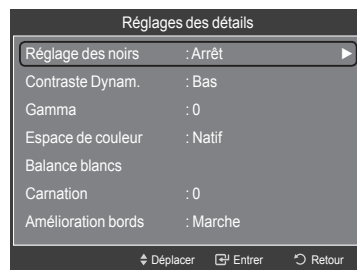 Réglages des détails
Réglage des noirs : Arrêt ►
Contraste Dynam. : Bas
Gamma : 0
Espace de couleur : Natif
Balance blancs
Carnation : 0
Amélioration bords : Marche
Déplacer Entrer Retour